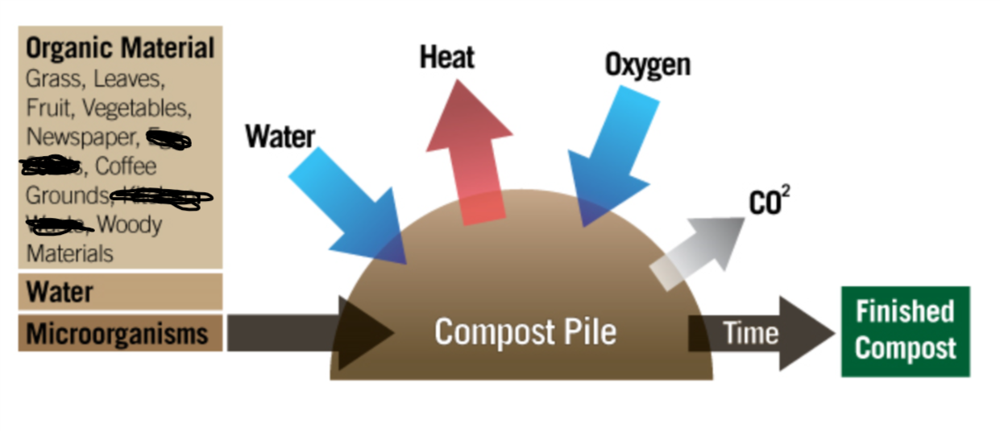 Organic Material
Grass, Leaves,
Fruit, Vegetables,
Newspaper,
, Coffee
Grounds,
Woody
Materials
Water
Microorganisms
Water
Heat
Oxygen
CO²
Compost Pile
Time
Finished
Compost